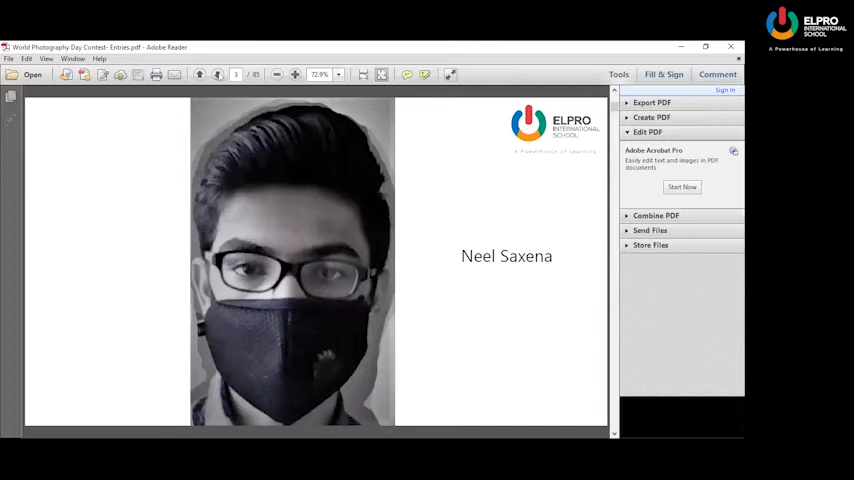 ELPRO
INTERNATIONAL
SCHOOL
A Powerhouse of Learning
World Photography Day Contest- Entries.pdf - Adobe Reader
File Edit View Window Help
Open 3 / 85 72.9% Tools Fill & Sign Comment
Sign In
Export PDF
Create PDF
Edit PDF
Adobe Acrobat Pro
Easily edit text and images in PDF
documents
Start Now
Combine PDF
Send Files
Store Files
ELPRO
INTERNATIONAL
SCHOOL
A Powerhouse of Learning
Neel Saxena